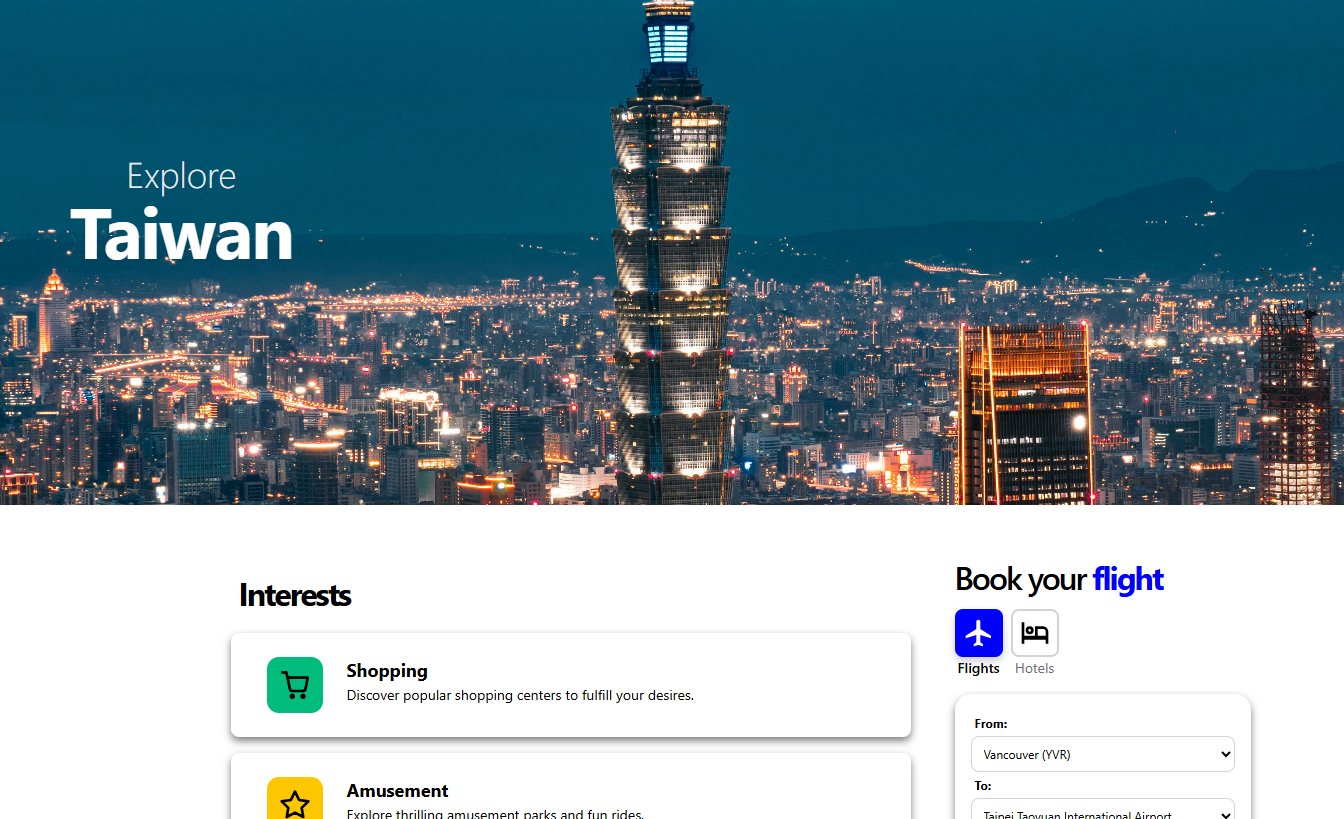 Explore
Taiwan
Interests
Shopping
Discover popular shopping centers to fulfill your desires.
Amusement
Explore thrilling amusement parks and fun rides.
Book your flight
Flights
Hotels
From:
Vancouver (YVR)
To:
Taipei Taoyuan International Airport